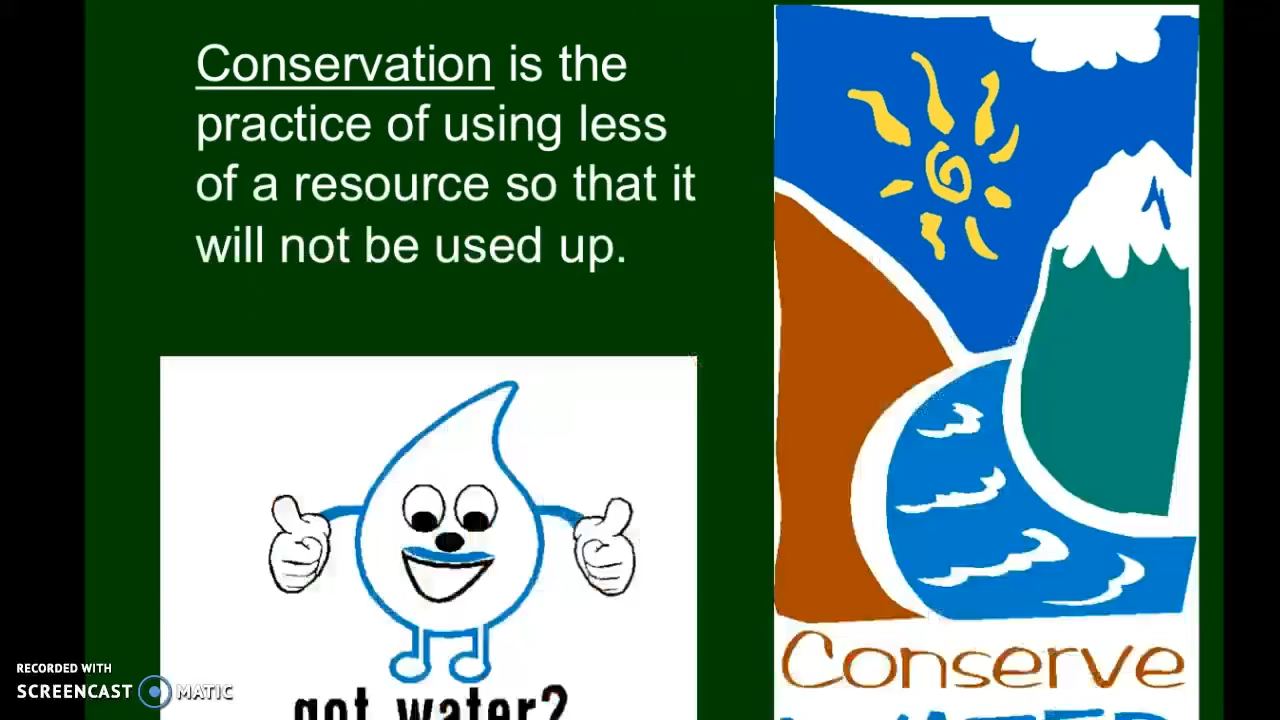 Conservation is the
practice of using less
of a resource so that it
will not be used up.
got water?
Conserve
WATER
RECORDED WITH
SCREENCAST MATIC